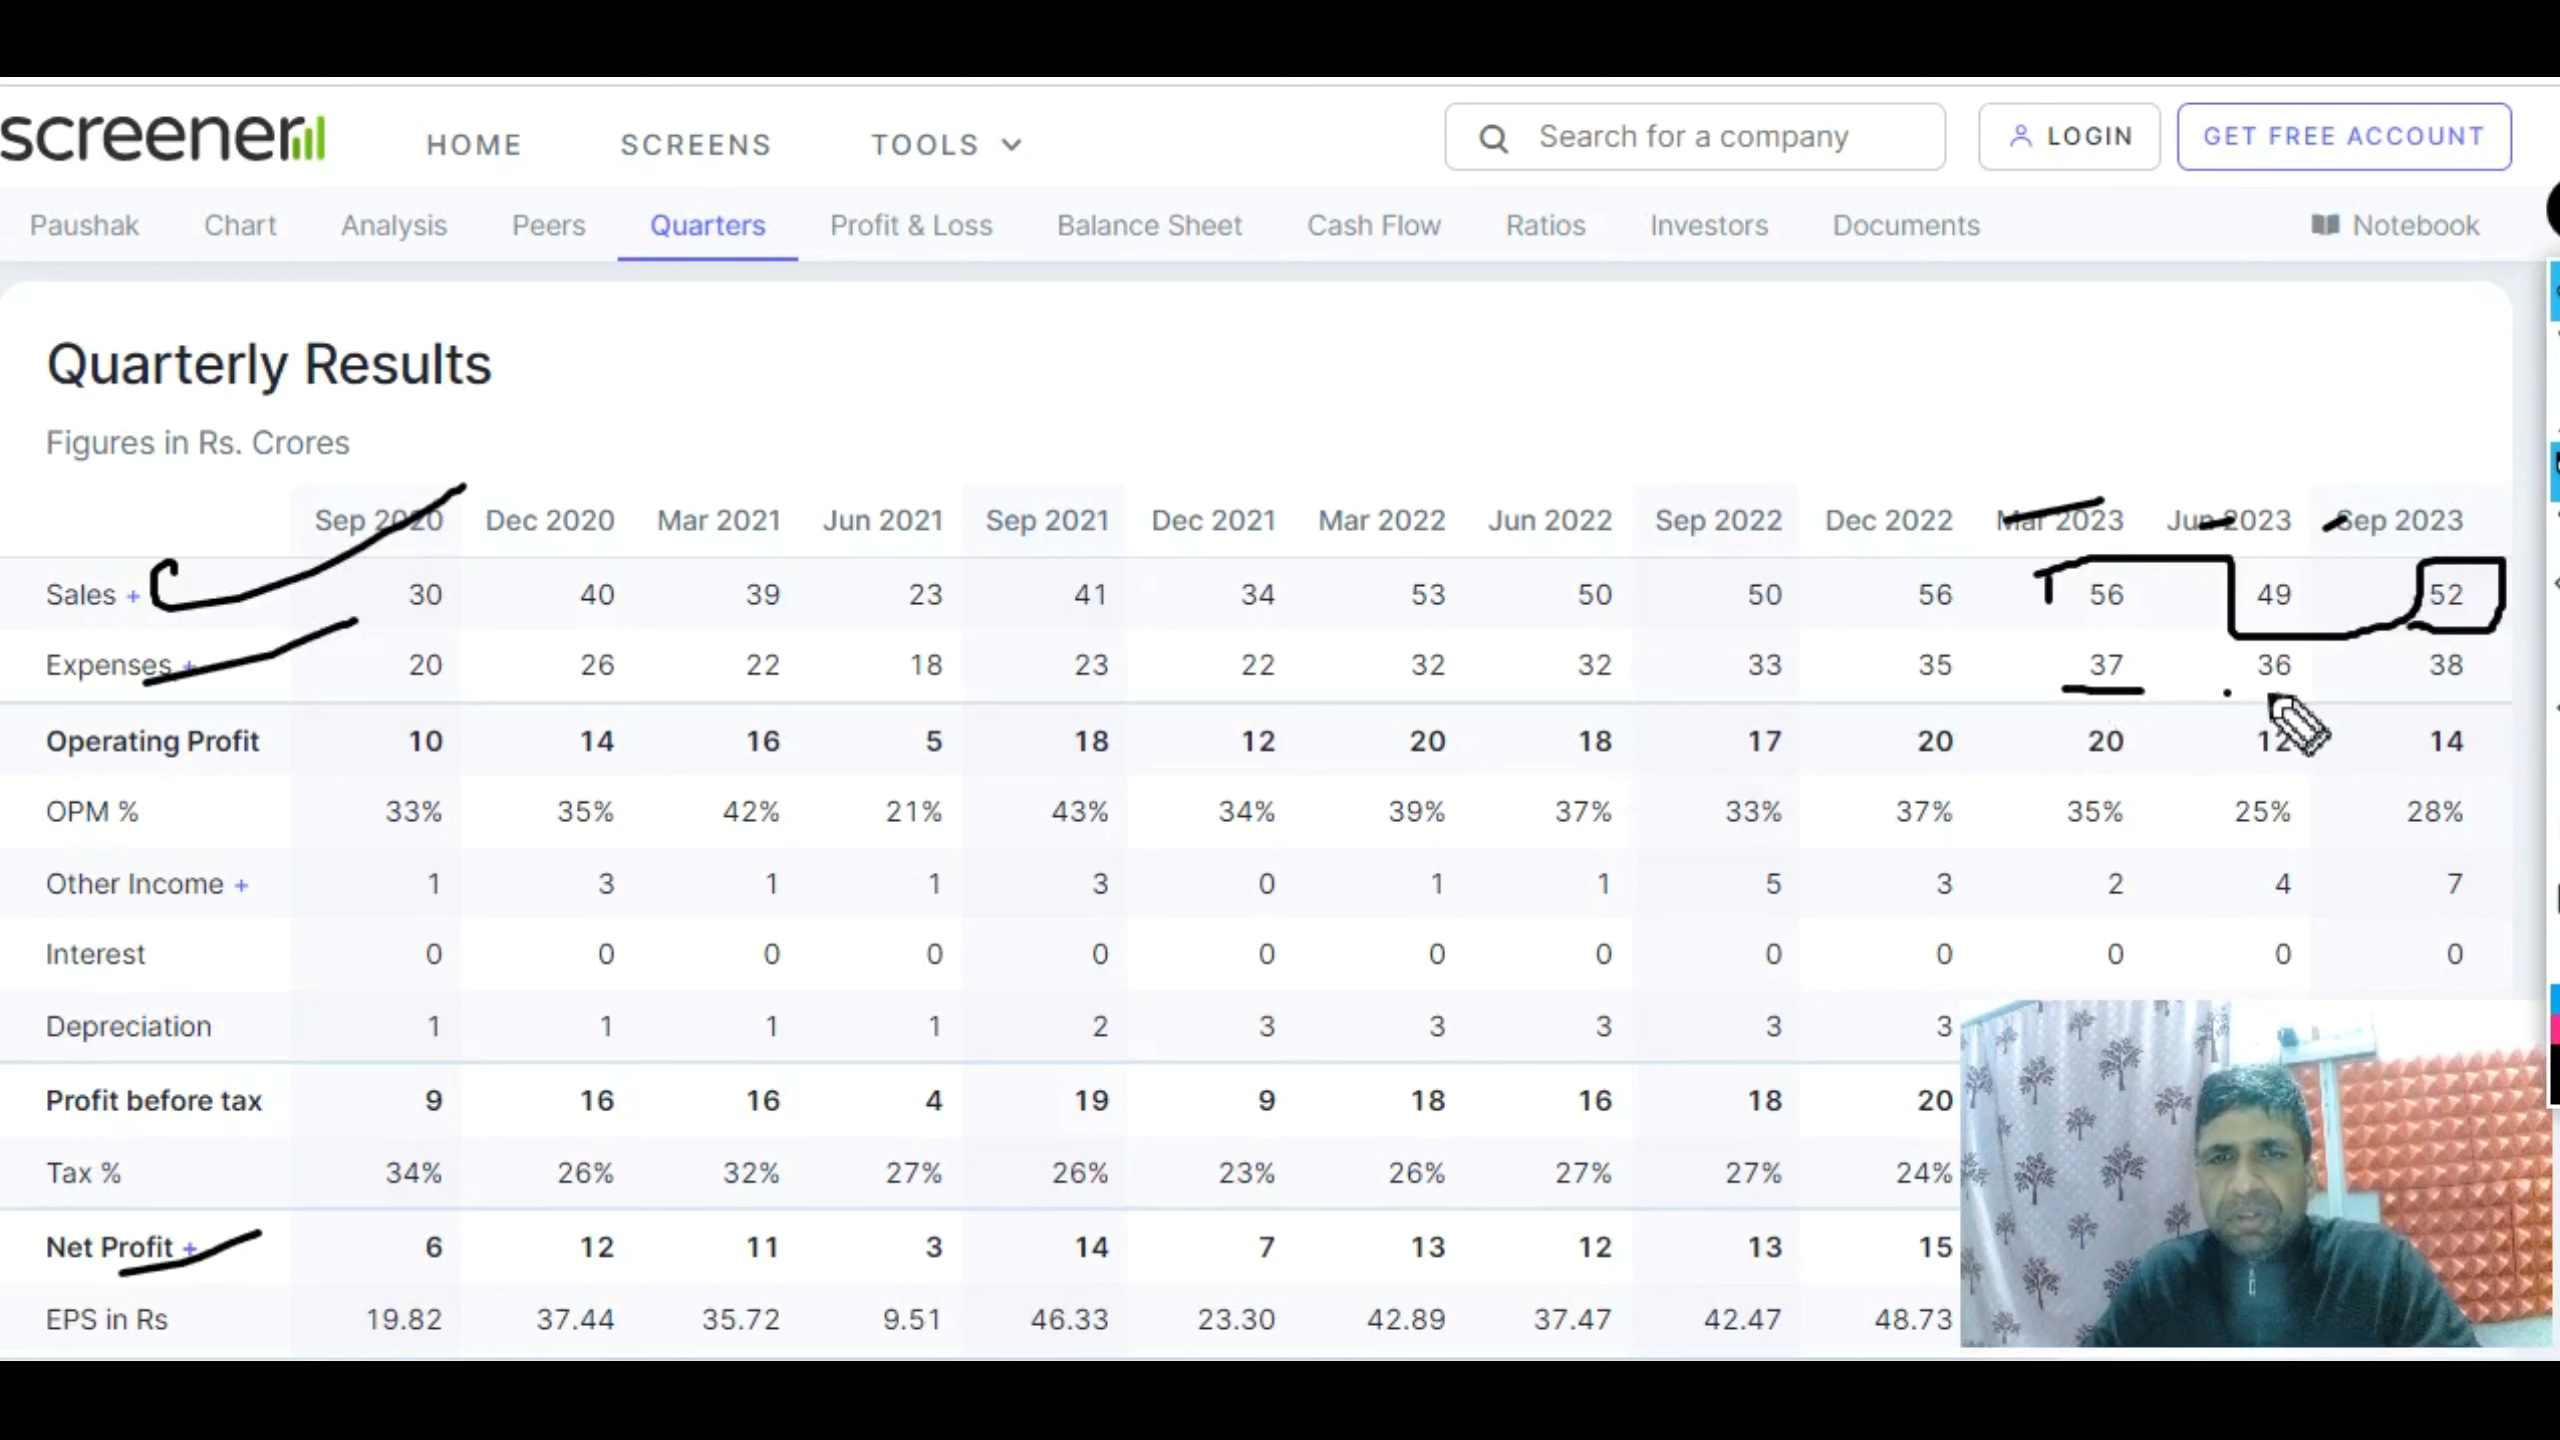 screener HOME SCREENS TOOLS Search for a company LOGIN GET FREE ACCOUNT
Paushak Chart Analysis Peers Quarters Profit & Loss Balance Sheet Cash Flow Ratios Investors Documents Notebook
Quarterly Results
Figures in Rs. Crores
Sep 2020 Dec 2020 Mar 2021 Jun 2021 Sep 2021 Dec 2021 Mar 2022 Jun 2022 Sep 2022 Dec 2022 Mar 2023 Jun 2023 Sep 2023
Sales + 30 40 39 23 41 34 53 50 50 56 56 49 52
Expenses + 20 26 22 18 23 22 32 32 33 35 37 36 38
Operating Profit 10 14 16 5 18 12 20 18 17 20 20 12 14
OPM % 33% 35% 42% 21% 43% 34% 39% 37% 33% 37% 35% 25% 28%
Other Income + 1 3 1 1 3 0 1 1 5 3 2 4 7
Interest 0 0 0 0 0 0 0 0 0 0 0 0 0
Depreciation 1 1 1 1 2 3 3 3 3 3
Profit before tax 9 16 16 4 19 9 18 16 18 20
Tax % 34% 26% 32% 27% 26% 23% 26% 27% 27% 24%
Net Profit + 6 12 11 3 14 7 13 12 13 15
EPS in Rs 19.82 37.44 35.72 9.51 46.33 23.30 42.89 37.47 42.47 48.73